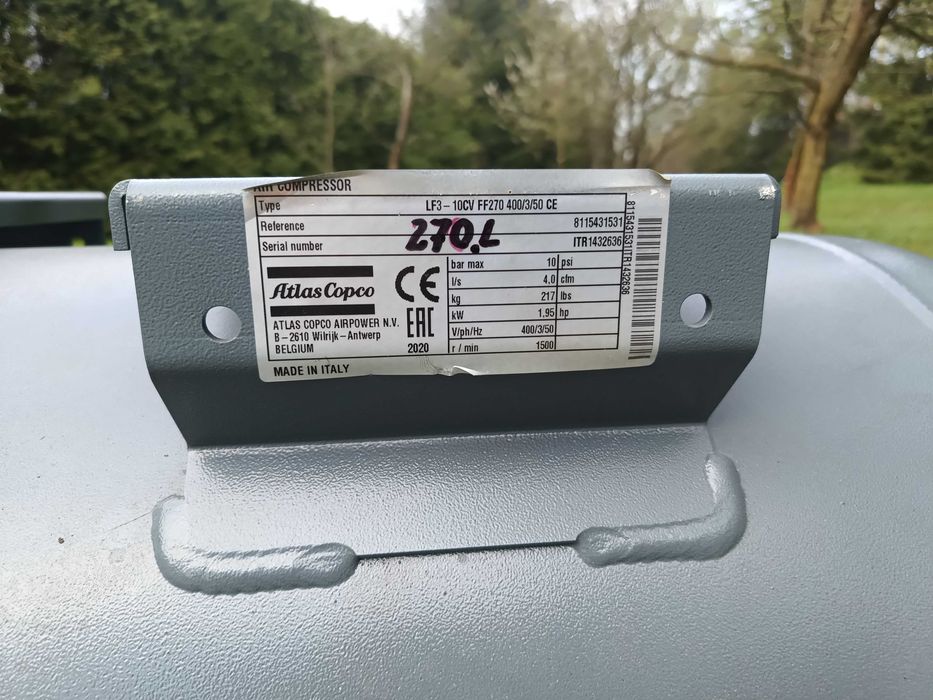 AIR COMPRESSOR
Type LF3-10CV FF270 400/3/50 CE
Reference 8115431531
Serial number ITR1432636
270.L
bar max 10 psi
l/s 4,0 cfm
kg 217 lbs
kW 1,95 hp
V/ph/Hz 400/3/50
r / min 1500
Atlas Copco
CE
EAC
ATLAS COPCO AIRPOWER N.V.
B-2610 Wilrijk-Antwerp
BELGIUM 2020
MADE IN ITALY
8115431531ITR1432636